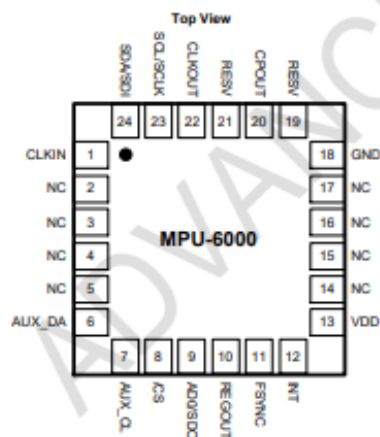 Top View
SDA/SDI
SCL/SCLK
CLKOUT
RESV
CPOUT
RESV
24 23 22 21 20 19
CLKIN 1 18 GND
NC 2 17 NC
NC 3 16 NC
MPU-6000
NC 4 15 NC
NC 5 14 NC
AUX_DA 6 13 VDD
7 8 9 10 11 12
AUX_CL
/CS
AD0/SDO
REGOUT
FSYNC
INT
ADVANC